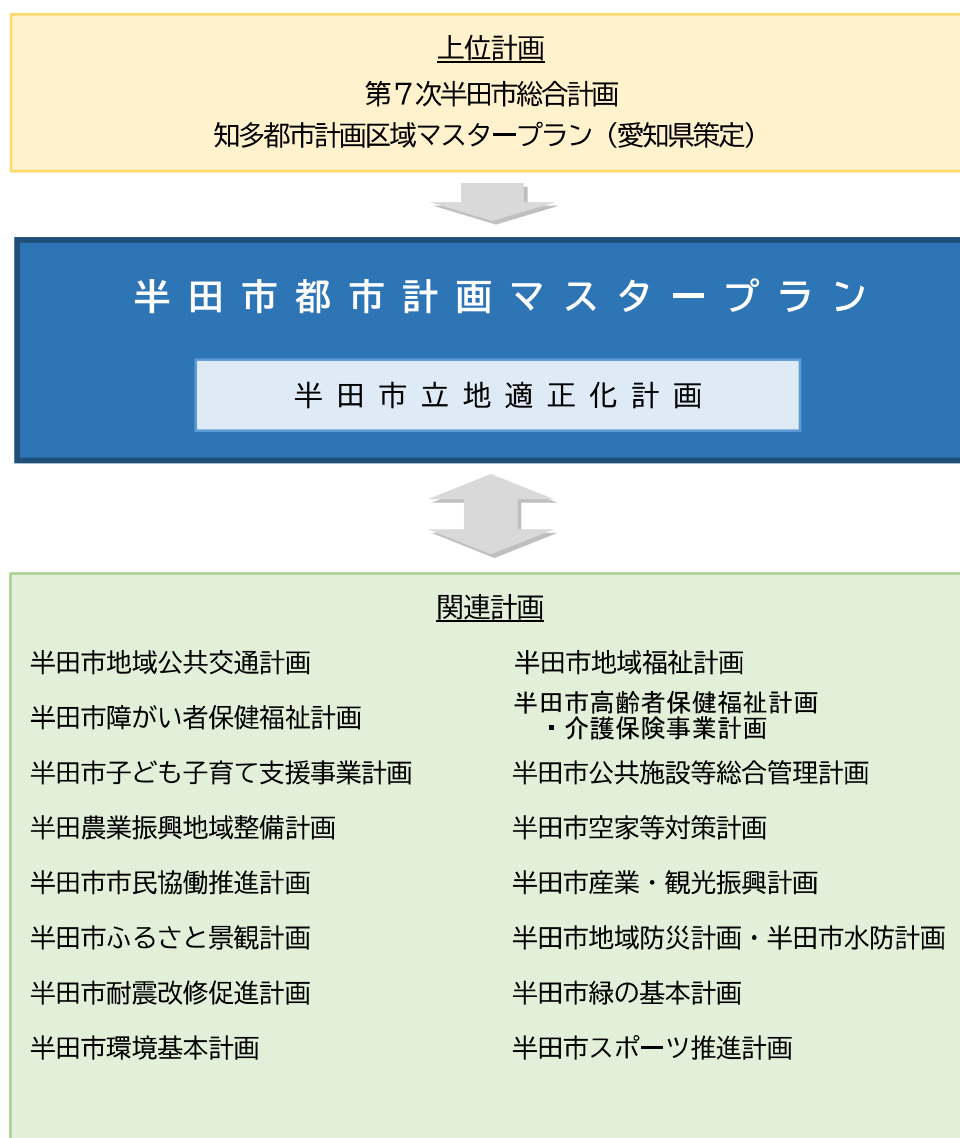 上位計画
第７次半田市総合計画
知多都市計画区域マスタープラン（愛知県策定）
半田市都市計画マスタープラン
半田市立地適正化計画
関連計画
半田市地域公共交通計画
半田市地域福祉計画
半田市障がい者保健福祉計画
半田市高齢者保健福祉計画
・介護保険事業計画
半田市子ども子育て支援事業計画
半田市公共施設等総合管理計画
半田農業振興地域整備計画
半田市空家等対策計画
半田市市民協働推進計画
半田市産業・観光振興計画
半田市ふるさと景観計画
半田市地域防災計画・半田市水防計画
半田市耐震改修促進計画
半田市緑の基本計画
半田市環境基本計画
半田市スポーツ推進計画